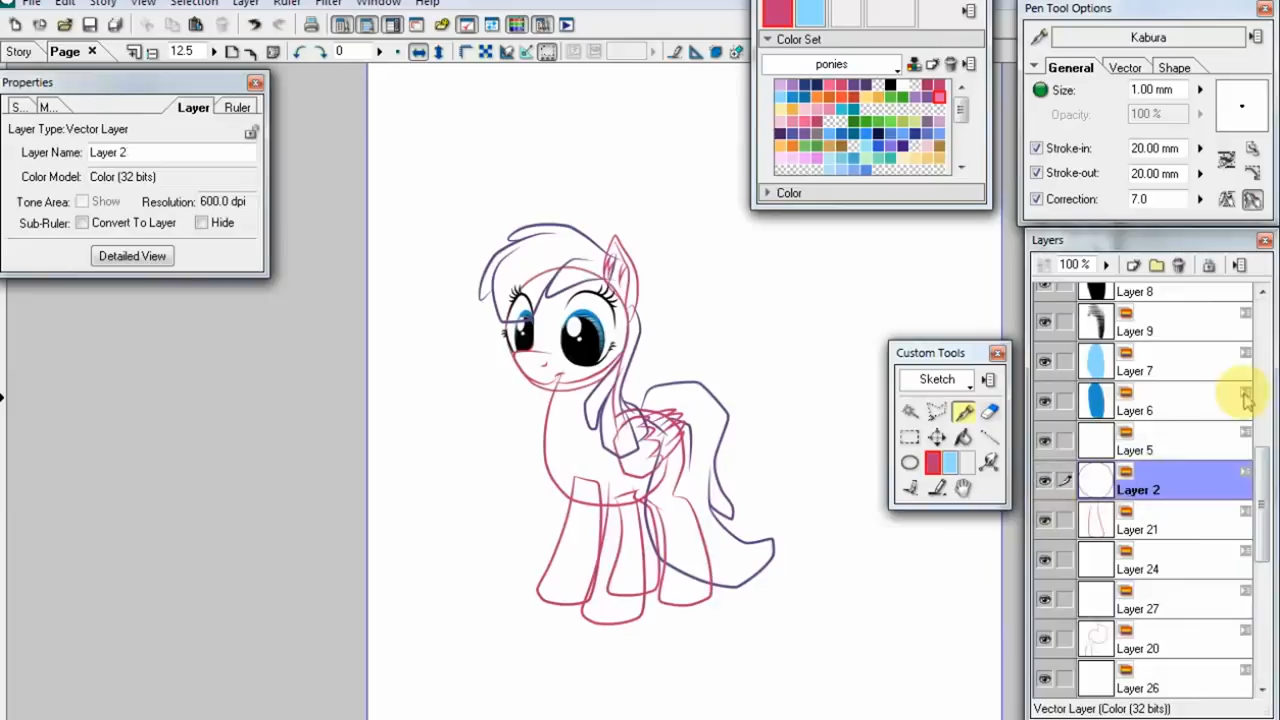 File Edit Story View Selection Layer Ruler Filter Window Help
Story Page 12.5 0
Properties
S... M... Layer Ruler
Layer Type:Vector Layer
Layer Name: Layer 2
Color Model: Color (32 bits)
Tone Area: Show Resolution: 600.0 dpi
Sub-Ruler: Convert To Layer Hide
Detailed View
Color Set
ponies
Color
Pen Tool Options
Kabura
General Vector Shape
Size: 1.00 mm
Opacity: 100 %
Stroke-in: 20.00 mm
Stroke-out: 20.00 mm
Correction: 7.0
Layers
100 %
Layer 8
Layer 9
Layer 7
Layer 6
Layer 5
Layer 2
Layer 21
Layer 24
Layer 27
Layer 20
Layer 26
Vector Layer (Color (32 bits))
Custom Tools
Sketch